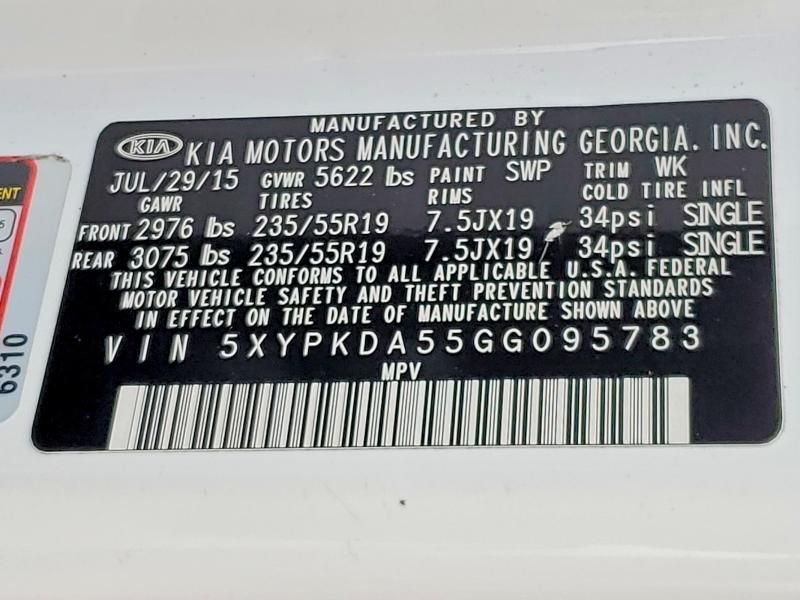 MANUFACTURED BY
KIA KIA MOTORS MANUFACTURING GEORGIA. INC.
JUL/29/15 GVWR 5622 lbs PAINT SWP TRIM WK
GAWR TIRES RIMS COLD TIRE INFL
FRONT 2976 lbs 235/55R19 7.5JX19 34psi SINGLE
REAR 3075 lbs 235/55R19 7.5JX19 34psi SINGLE
THIS VEHICLE CONFORMS TO ALL APPLICABLE U.S.A. FEDERAL
MOTOR VEHICLE SAFETY AND THEFT PREVENTION STANDARDS
IN EFFECT ON THE DATE OF MANUFACTURE SHOWN ABOVE
VIN 5XYPKDA55GG095783
MPV
6310